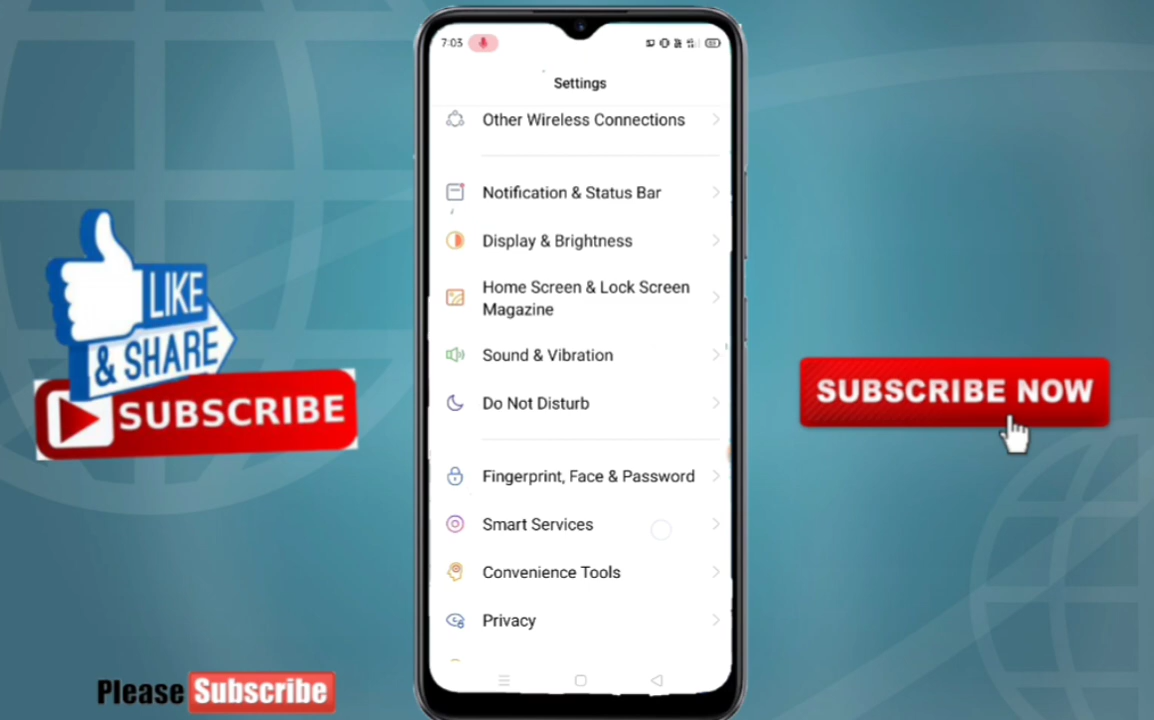 7:03
Settings
Other Wireless Connections
Notification & Status Bar
Display & Brightness
Home Screen & Lock Screen
Magazine
Sound & Vibration
Do Not Disturb
Fingerprint, Face & Password
Smart Services
Convenience Tools
Privacy
LIKE
& SHARE
SUBSCRIBE
SUBSCRIBE NOW
Please Subscribe